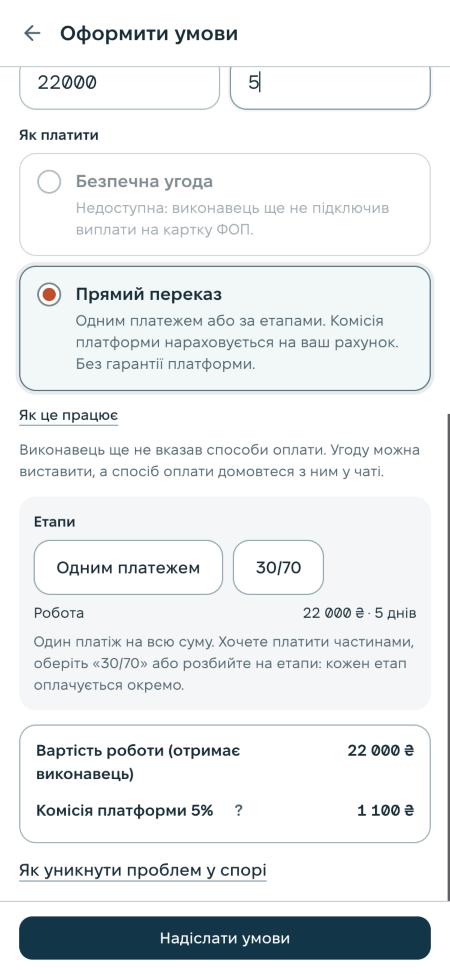 Оформити умови
22000
5
Як платити
Безпечна угода
Недоступна: виконавець ще не підключив
виплати на картку ФОП.
Прямий переказ
Одним платежем або за етапами. Комісія
платформи нараховується на ваш рахунок.
Без гарантії платформи.
Як це працює
Виконавець ще не вказав способи оплати. Угоду можна
виставити, а спосіб оплати домовтеся з ним у чаті.
Етапи
Одним платежем
30/70
Робота 22 000 ₴ · 5 днів
Один платіж на всю суму. Хочете платити частинами,
оберіть «30/70» або розбийте на етапи: кожен етап
оплачується окремо.
Вартість роботи (отримає 22 000 ₴
виконавець)
Комісія платформи 5% ? 1 100 ₴
Як уникнути проблем у спорі
Надіслати умови